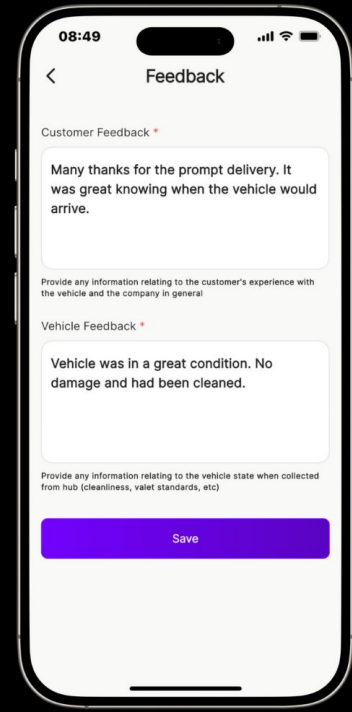 08:49
Feedback
Customer Feedback *
Many thanks for the prompt delivery. It
was great knowing when the vehicle would
arrive.
Provide any information relating to the customer's experience with
the vehicle and the company in general
Vehicle Feedback *
Vehicle was in a great condition. No
damage and had been cleaned.
Provide any information relating to the vehicle state when collected
from hub (cleanliness, valet standards, etc)
Save